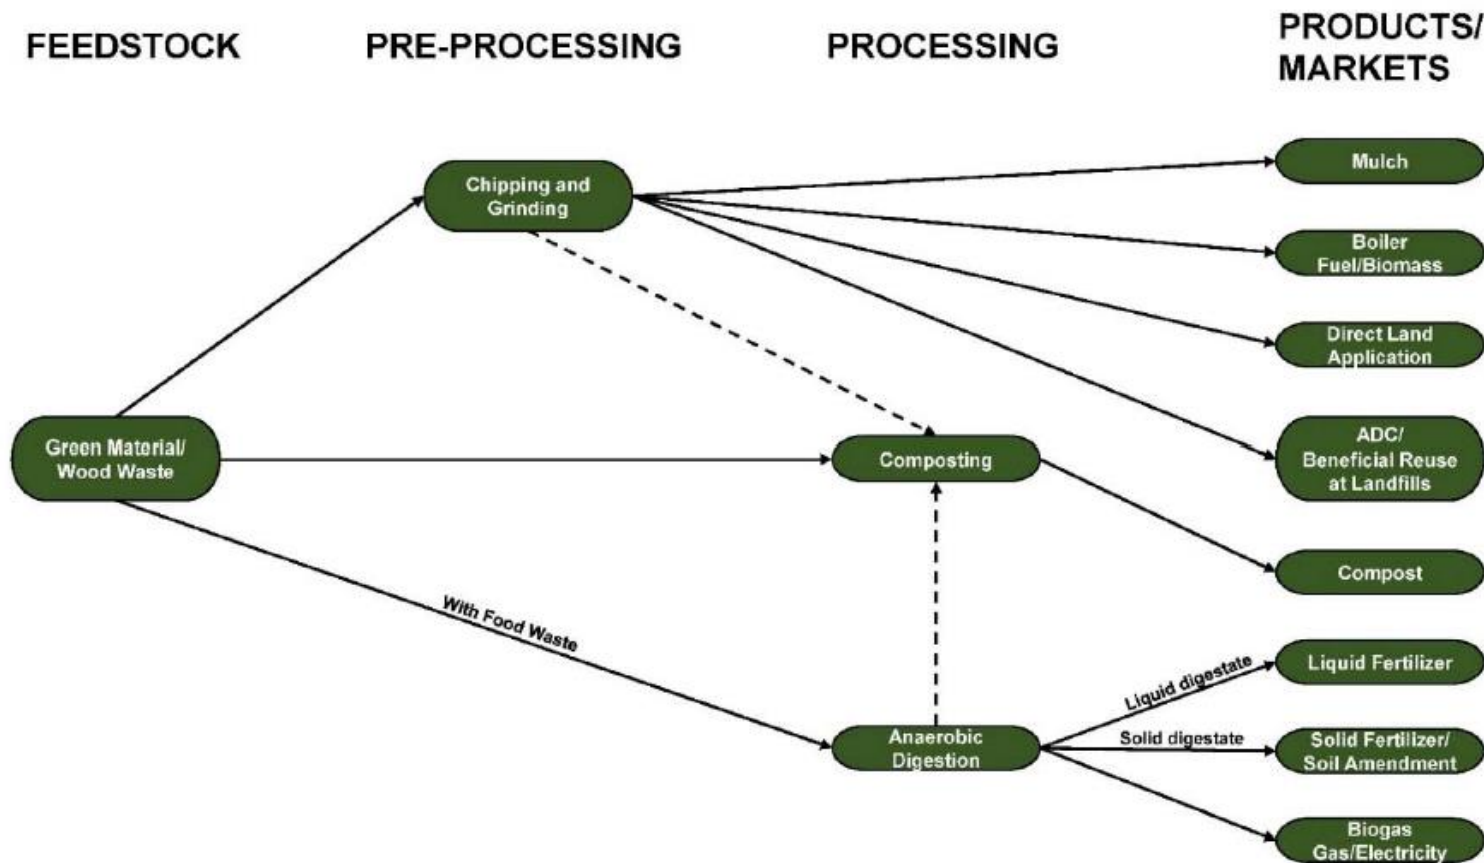 FEEDSTOCK
PRE-PROCESSING
PROCESSING
PRODUCTS/
MARKETS
Chipping and
Grinding
Mulch
Boiler
Fuel/Biomass
Direct Land
Application
Green Material/
Wood Waste
Composting
ADC/
Beneficial Reuse
at Landfills
Compost
With Food Waste
Anaerobic
Digestion
Liquid digestate
Liquid Fertilizer
Solid digestate
Solid Fertilizer/
Soil Amendment
Biogas
Gas/Electricity